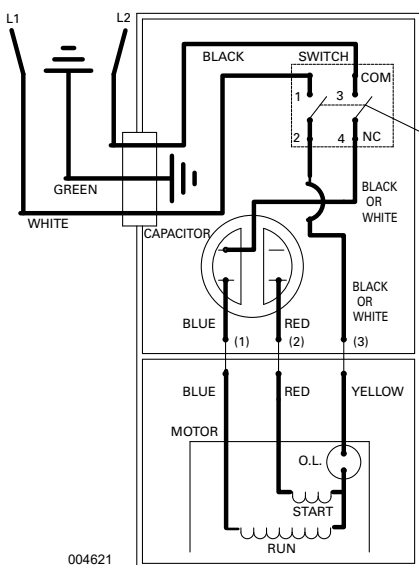 L1
L2
BLACK
SWITCH
COM
1
3
2
4
NC
GREEN
WHITE
CAPACITOR
BLACK
OR
WHITE
BLACK
OR
WHITE
BLUE
RED
(1)
(2)
(3)
BLUE
RED
YELLOW
MOTOR
O.L.
START
RUN
004621